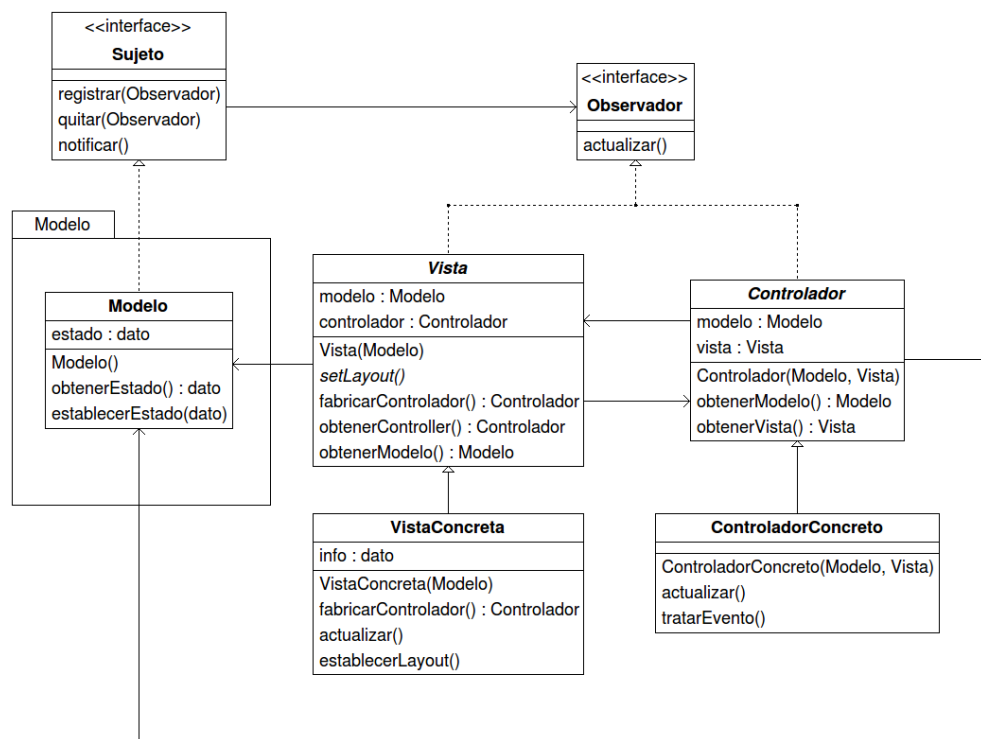 <<interface>>
Sujeto
registrar(Observador)
quitar(Observador)
notificar()
<<interface>>
Observador
actualizar()
Modelo
Modelo
estado : dato
Modelo()
obtenerEstado() : dato
establecerEstado(dato)
Vista
modelo : Modelo
controlador : Controlador
Vista(Modelo)
setLayout()
fabricarControlador() : Controlador
obtenerController() : Controlador
obtenerModelo() : Modelo
Controlador
modelo : Modelo
vista : Vista
Controlador(Modelo, Vista)
obtenerModelo() : Modelo
obtenerVista() : Vista
VistaConcreta
info : dato
VistaConcreta(Modelo)
fabricarControlador() : Controlador
actualizar()
establecerLayout()
ControladorConcreto
ControladorConcreto(Modelo, Vista)
actualizar()
tratarEvento()